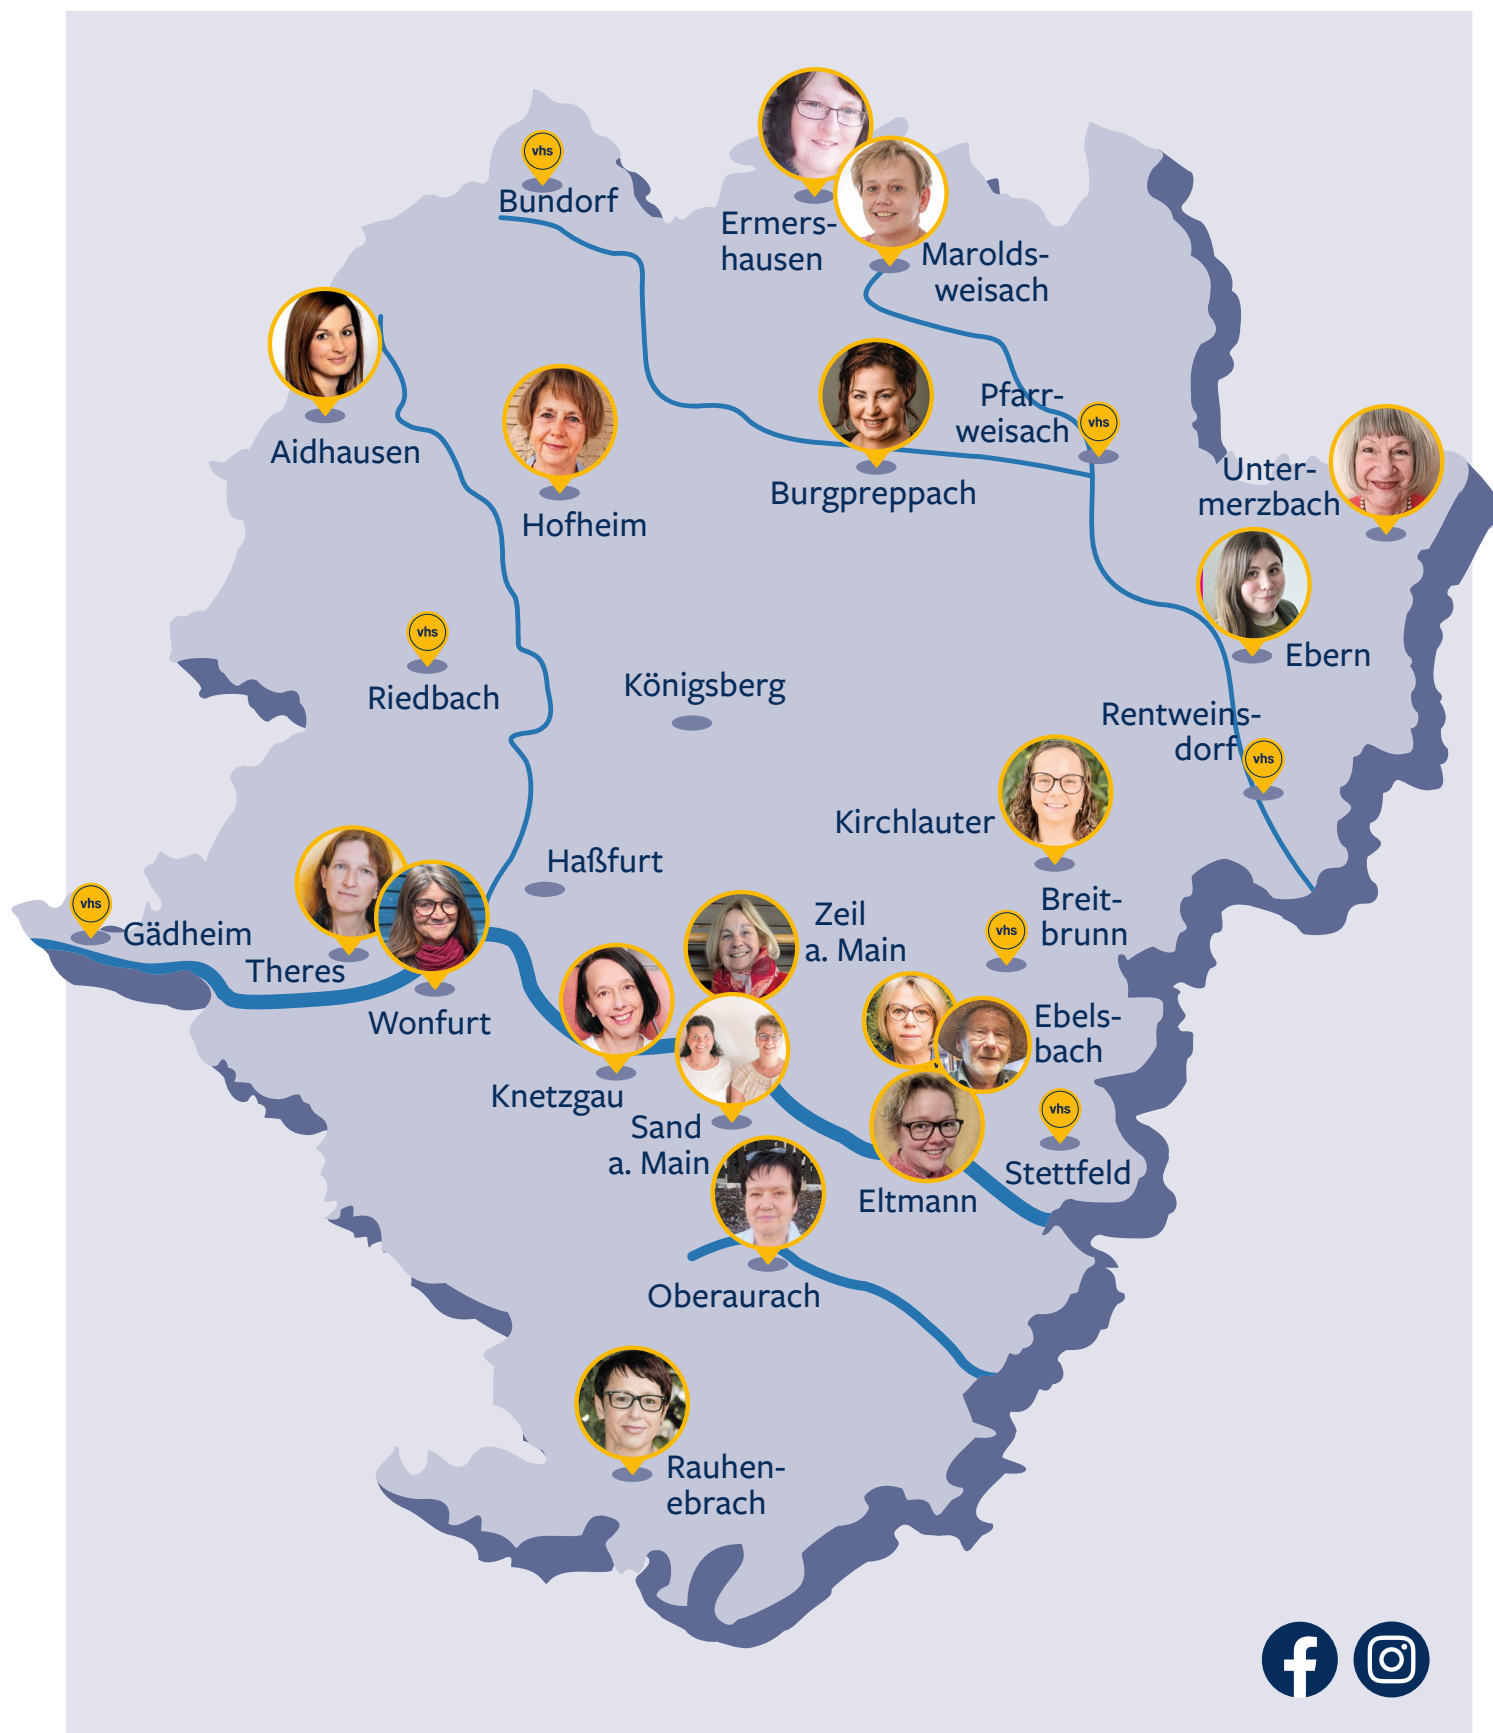 vhs
Bundorf
Ermers-
hausen
Marolds-
weisach
Aidhausen
Hofheim
Burgpreppach
Pfarr-
weisach
vhs
Unter-
merzbach
Ebern
vhs
Riedbach
Königsberg
Rentweins-
dorf
vhs
Kirchlauter
Haßfurt
vhs
Gädheim
Theres
Wonfurt
Zeil
a. Main
Breit-
brunn
vhs
Knetzgau
Sand
a. Main
Ebels-
bach
vhs
Stettfeld
Eltmann
Oberaurach
Rauhen-
ebrach